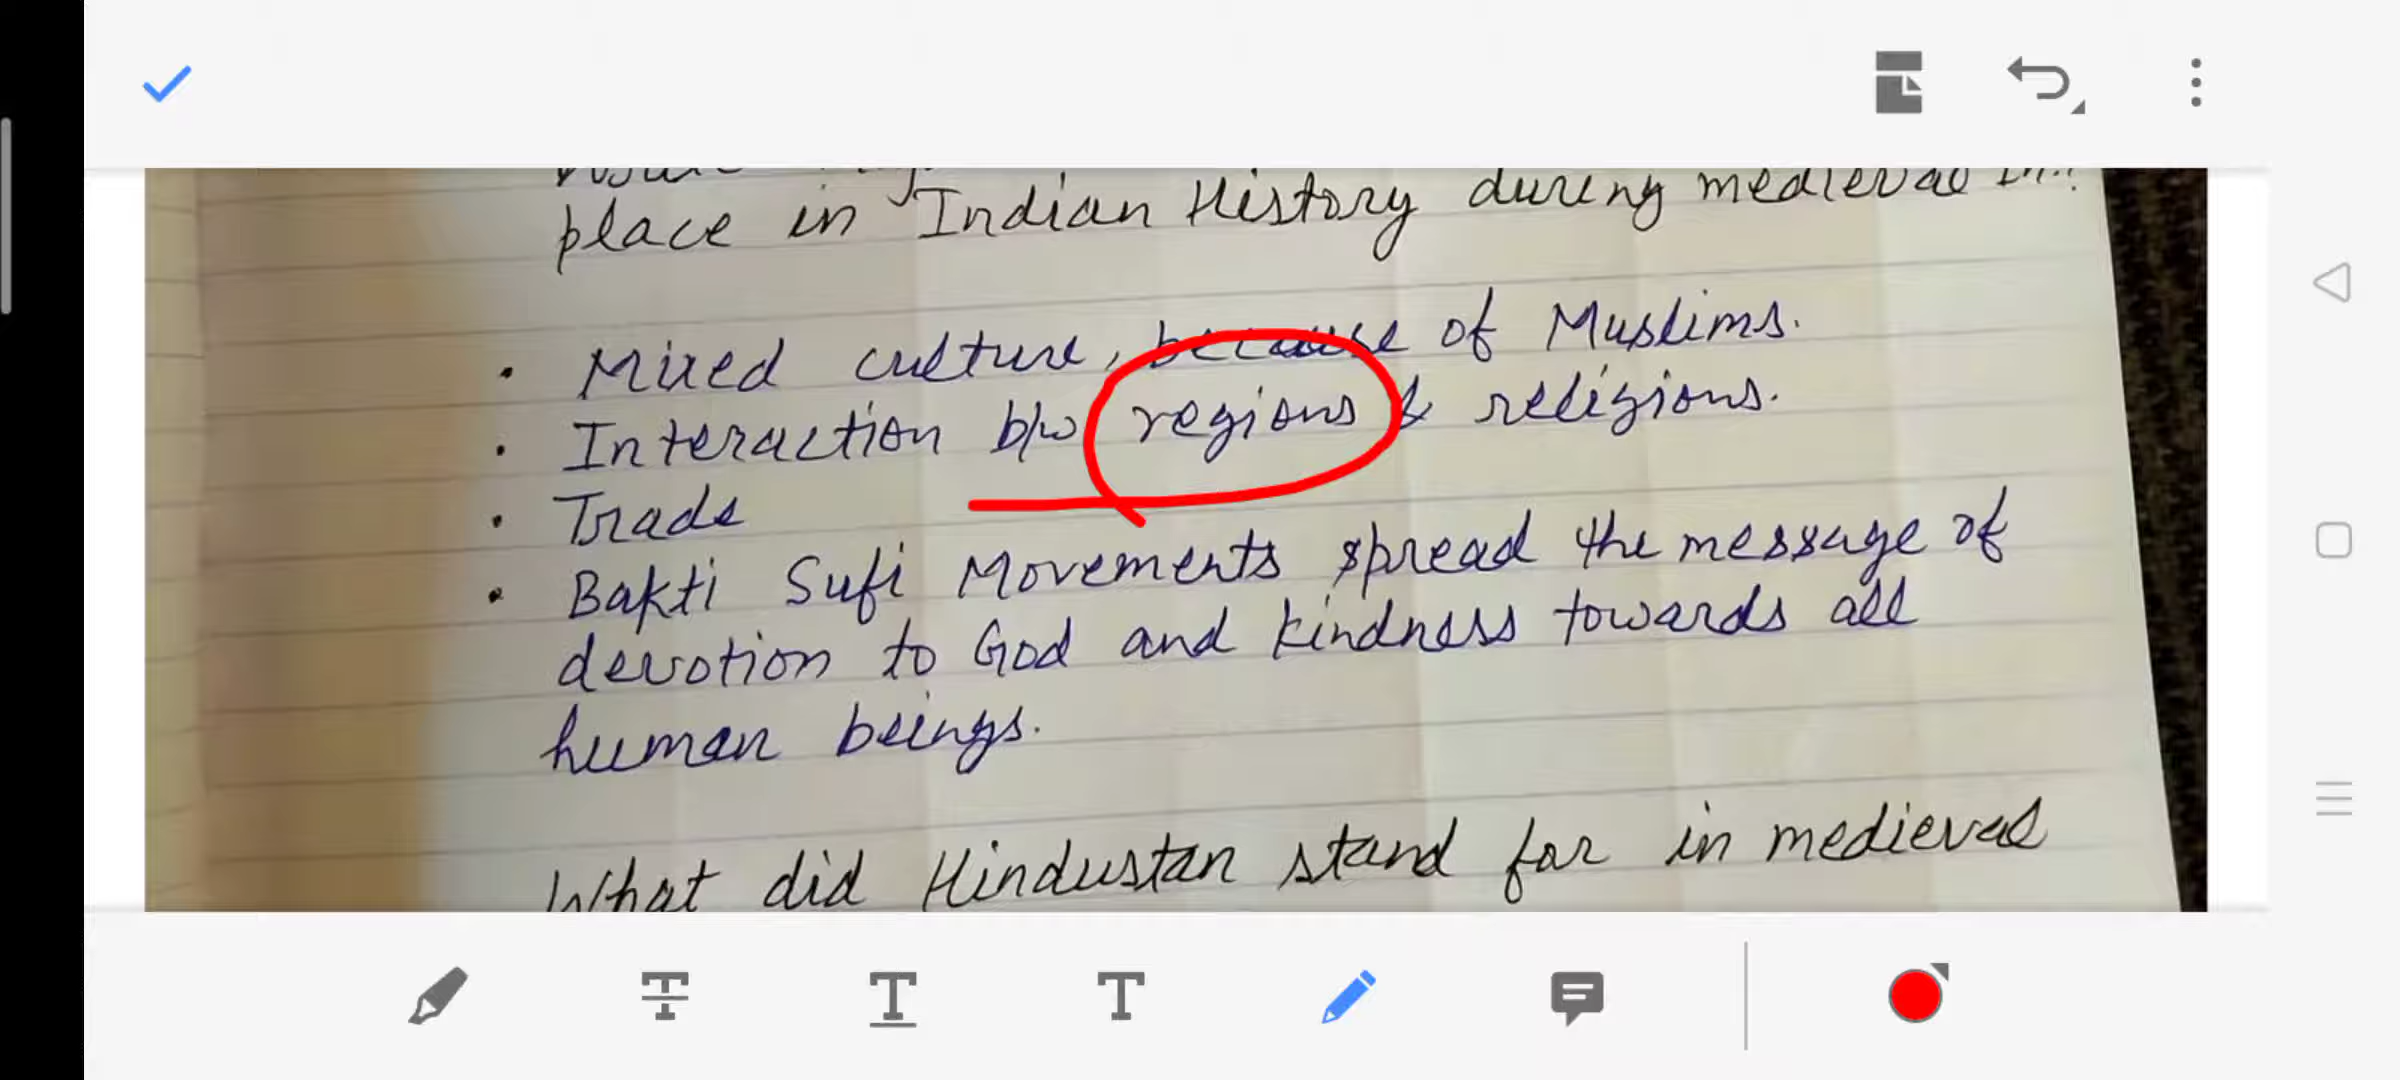 place in Indian History during medieval
• Mixed culture, because of Muslims.
• Interaction b/w regions & religions.
• Trade
• Bakti Sufi Movements spread the message of
devotion to God and kindness towards all
human beings.
What did Hindustan stand for in medieval